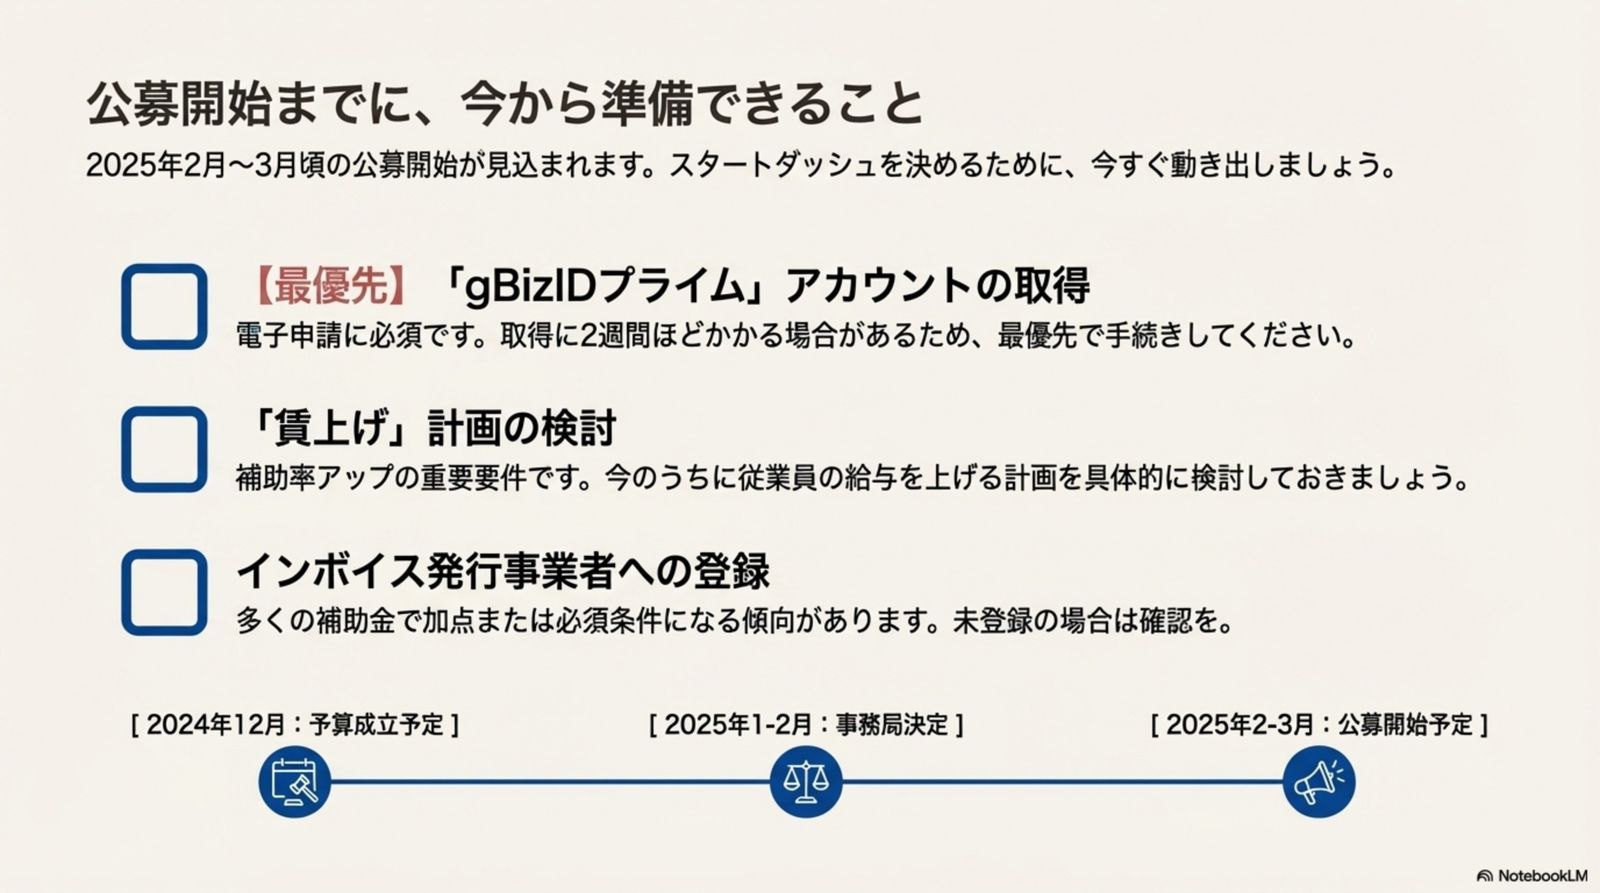 公募開始までに、今から準備できること
2025年2月〜3月頃の公募開始が見込まれます。スタートダッシュを決めるために、今すぐ動き出しましょう。
【最優先】「gBizIDプライム」アカウントの取得
電子申請に必須です。取得に2週間ほどかかる場合があるため、最優先で手続きしてください。
「賃上げ」計画の検討
補助率アップの重要要件です。今のうちに従業員の給与を上げる計画を具体的に検討しておきましょう。
インボイス発行事業者への登録
多くの補助金で加点または必須条件になる傾向があります。未登録の場合は確認を。
[ 2024年12月：予算成立予定 ]
[ 2025年1-2月：事務局決定 ]
[ 2025年2-3月：公募開始予定 ]
NotebookLM